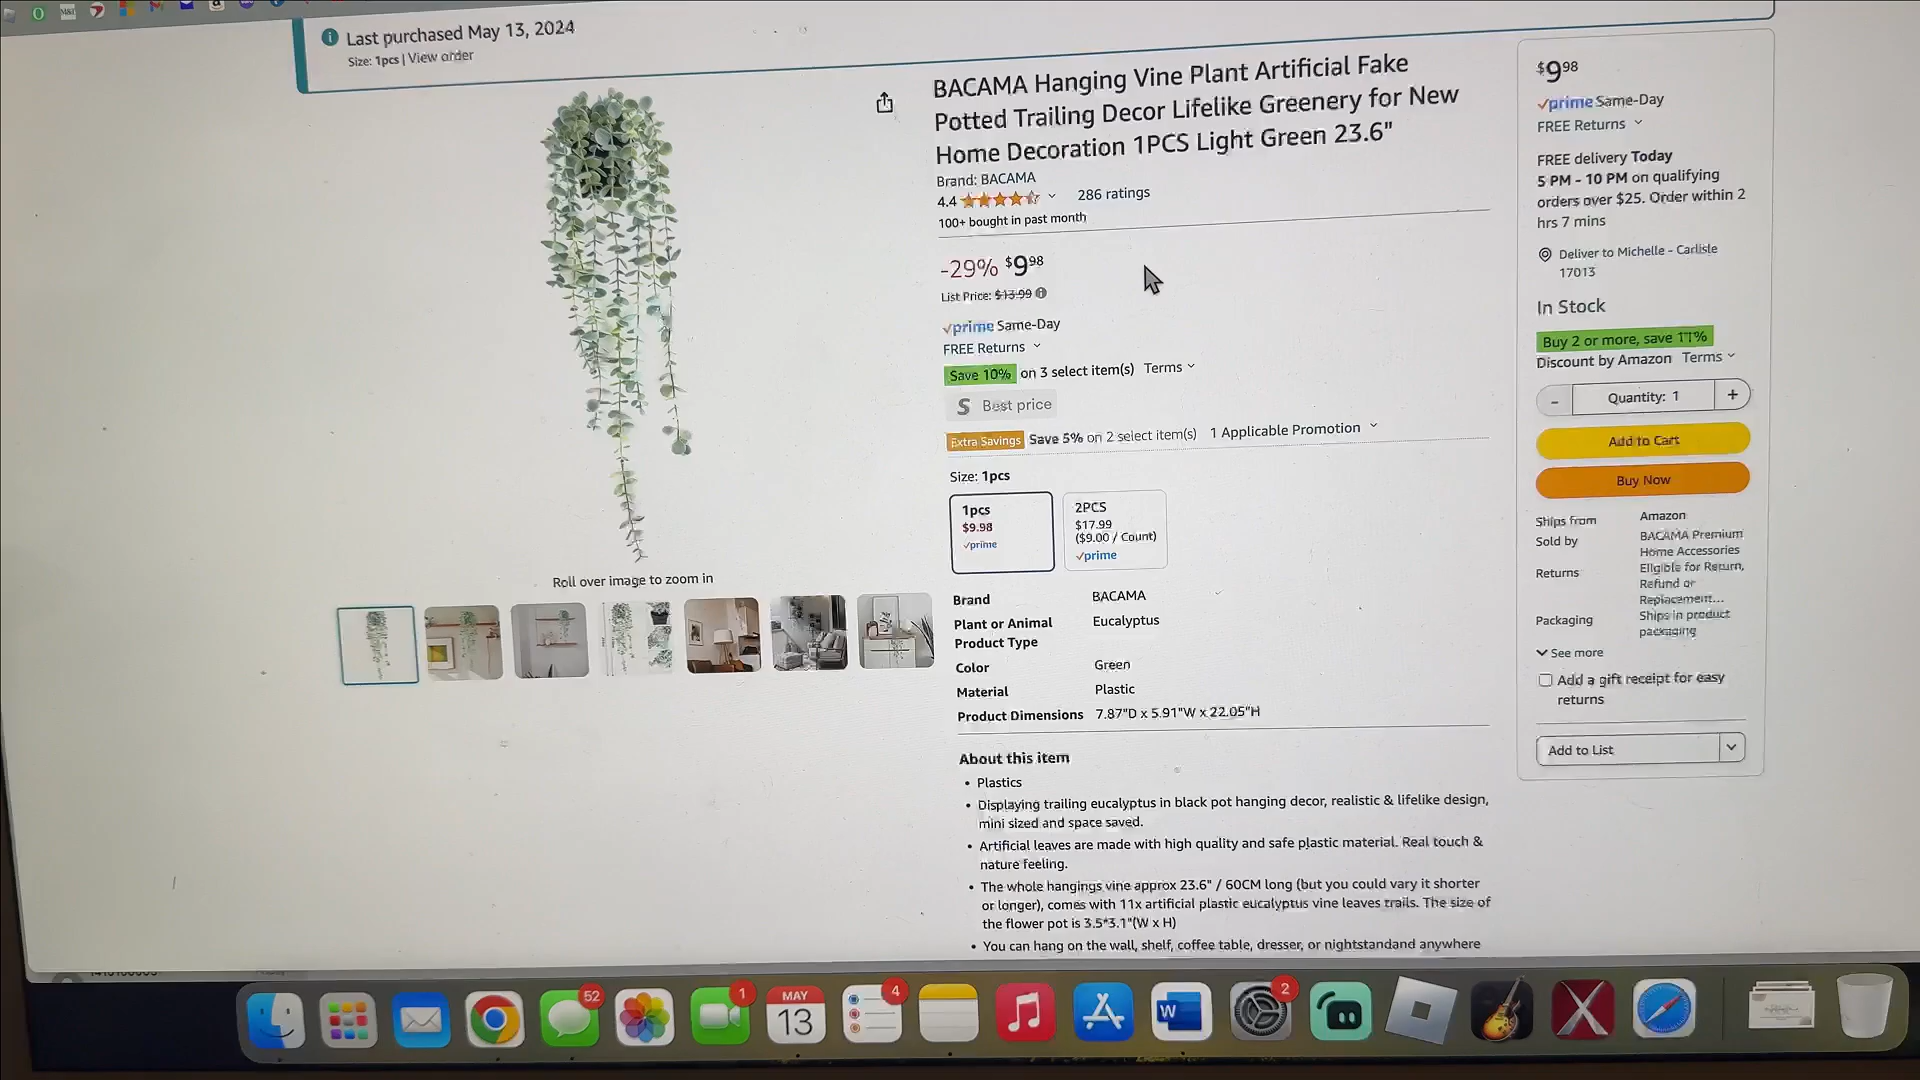 Last purchased May 13, 2024
Size: 1pcs | View order
BACAMA Hanging Vine Plant Artificial Fake
Potted Trailing Decor Lifelike Greenery for New
Home Decoration 1PCS Light Green 23.6"
Brand: BACAMA
4.4
286 ratings
100+ bought in past month
-29% $998
List Price: $13.99
prime Same-Day
FREE Returns
Save 10% on 3 select item(s) Terms
S Best price
Extra Savings Save 5% on 2 select item(s) 1 Applicable Promotion
Size: 1pcs
1pcs
$9.98
prime
2PCS
$17.99
($9.00 / Count)
prime
Brand BACAMA
Plant or Animal Eucalyptus
Product Type
Color Green
Material Plastic
Product Dimensions 7.87"D x 5.91"W x 22.05"H
About this item
• Plastics
• Displaying trailing eucalyptus in black pot hanging decor, realistic & lifelike design,
mini sized and space saved.
• Artificial leaves are made with high quality and safe plastic material. Real touch &
nature feeling.
• The whole hangings vine approx 23.6" / 60CM long (but you could vary it shorter
or longer), comes with 11x artificial plastic eucalyptus vine leaves trails. The size of
the flower pot is 3.5*3.1"(W x H)
• You can hang on the wall, shelf, coffee table, dresser, or nightstandand anywhere
Roll over image to zoom in
$998
prime Same-Day
FREE Returns
FREE delivery Today
5 PM - 10 PM on qualifying
orders over $25. Order within 2
hrs 7 mins
Deliver to Michelle - Carlisle
17013
In Stock
Buy 2 or more, save 11%
Discount by Amazon Terms
- Quantity: 1 +
Add to Cart
Buy Now
Ships from Amazon
Sold by BACAMA Premium
Home Accessories
Returns Eligible for Return,
Refund or
Replacement...
Packaging Ships in product
packaging
See more
Add a gift receipt for easy
returns
Add to List
52
1
MAY
13
4
W
2
X